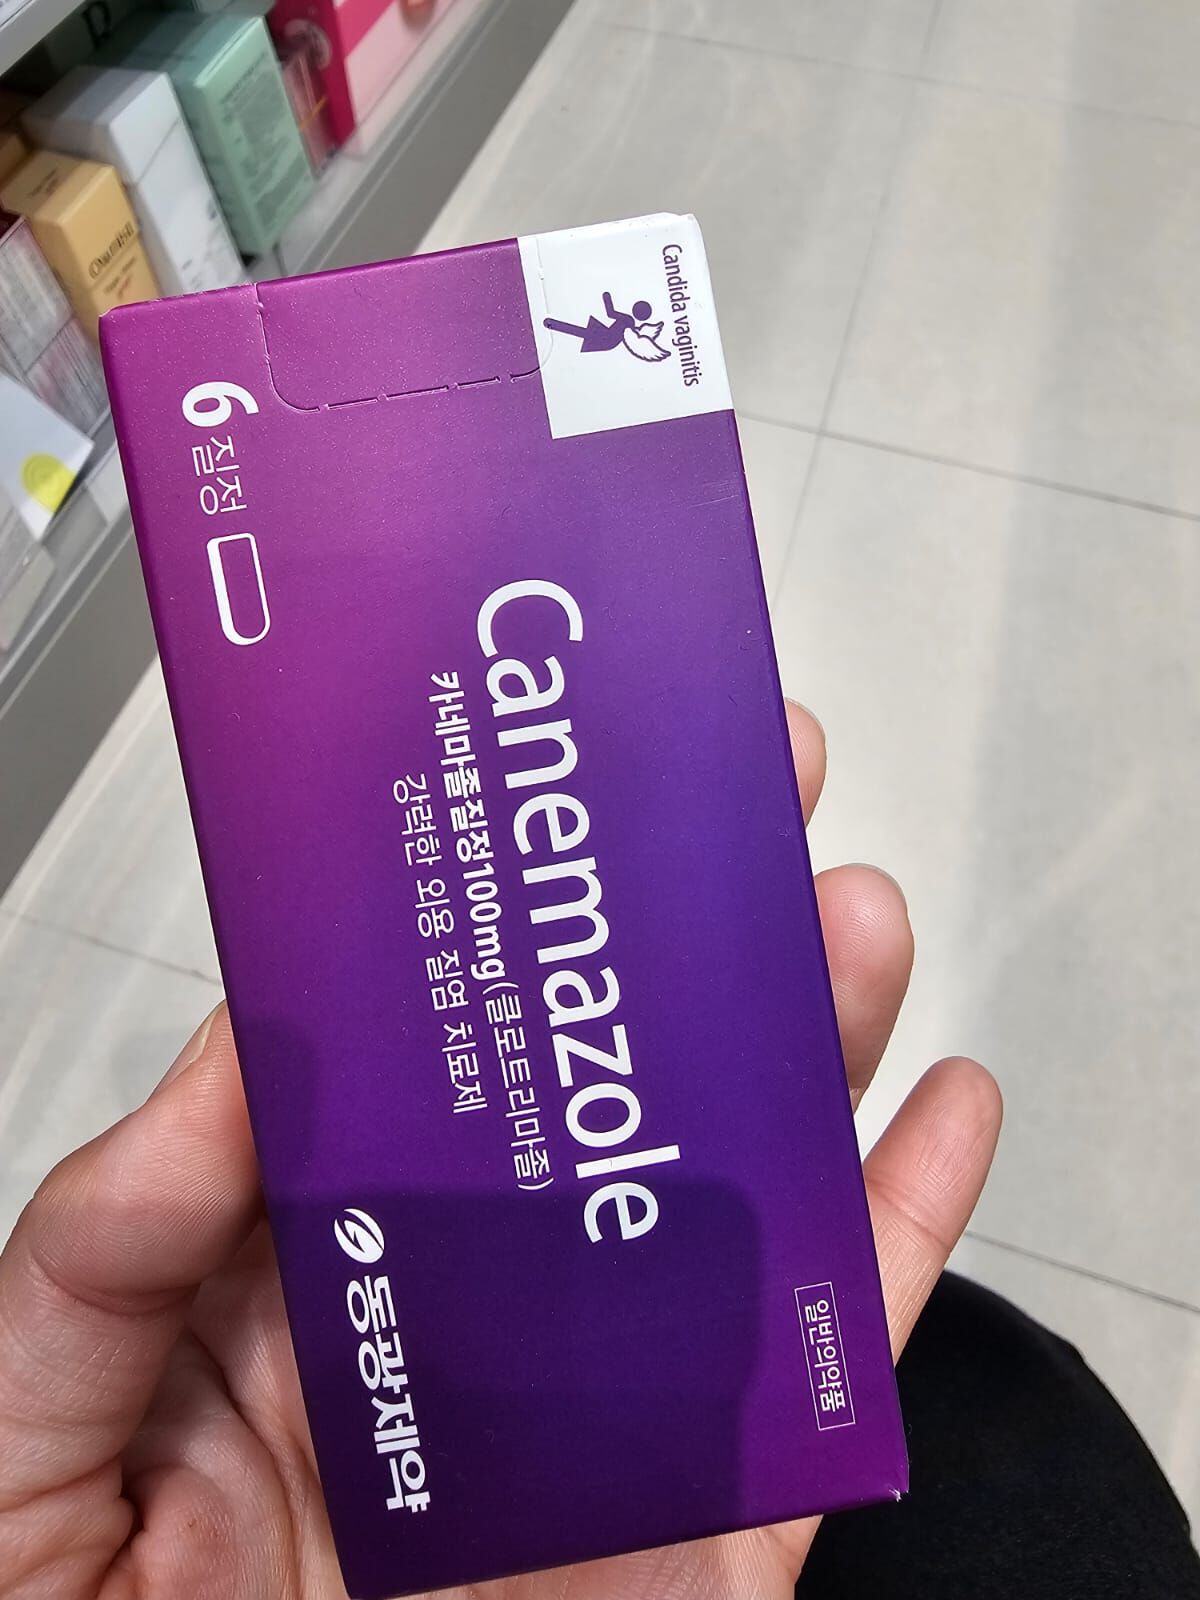 Candida vaginitis
6 질정
Canemazole
카네마졸질정100mg(클로트리마졸)
강력한 외용 질염 치료제
동광제약
일반의약품